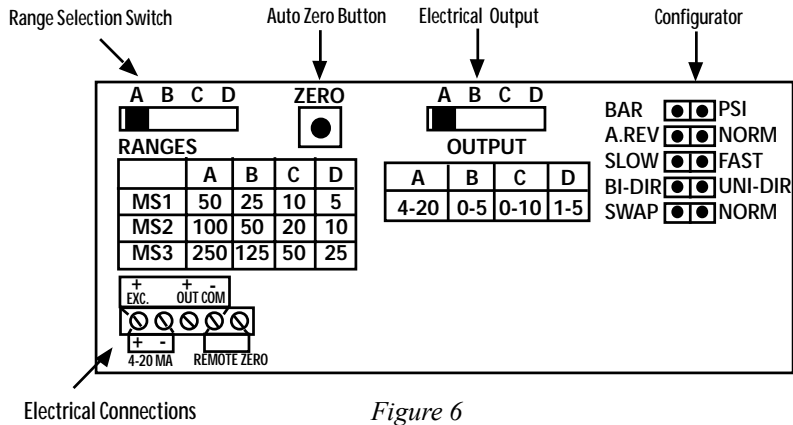 Range Selection Switch
Auto Zero Button
Electrical Output
Configurator
A B C D
ZERO
A B C D
BAR PSI
RANGES
OUTPUT
A.REV NORM
SLOW FAST
BI-DIR UNI-DIR
SWAP NORM
A B C D
MS1 50 25 10 5
MS2 100 50 20 10
MS3 250 125 50 25
A B C D
4-20 0-5 0-10 1-5
+ + -
EXC. OUT COM
+ -
4-20 MA REMOTE ZERO
Electrical Connections
Figure 6